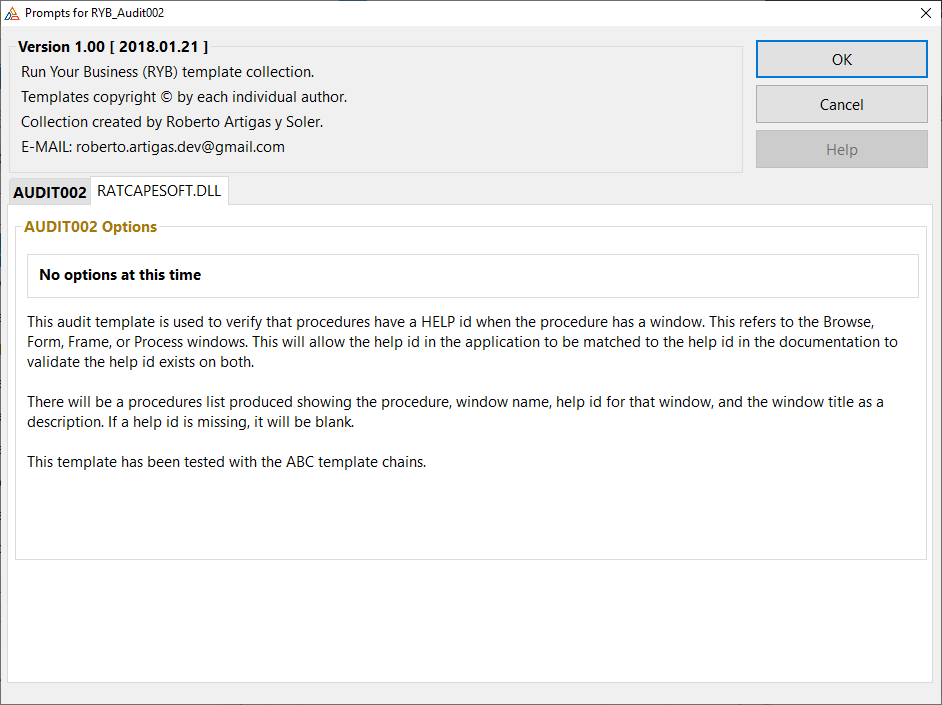 Prompts for RYB_Audit002
Version 1.00 [ 2018.01.21 ]
Run Your Business (RYB) template collection.
Templates copyright © by each individual author.
Collection created by Roberto Artigas y Soler.
E-MAIL: roberto.artigas.dev@gmail.com
OK
Cancel
Help
AUDIT002
RATCAPESOFT.DLL
AUDIT002 Options
No options at this time
This audit template is used to verify that procedures have a HELP id when the procedure has a window. This refers to the Browse,
Form, Frame, or Process windows. This will allow the help id in the application to be matched to the help id in the documentation to
validate the help id exists on both.
There will be a procedures list produced showing the procedure, window name, help id for that window, and the window title as a
description. If a help id is missing, it will be blank.
This template has been tested with the ABC template chains.